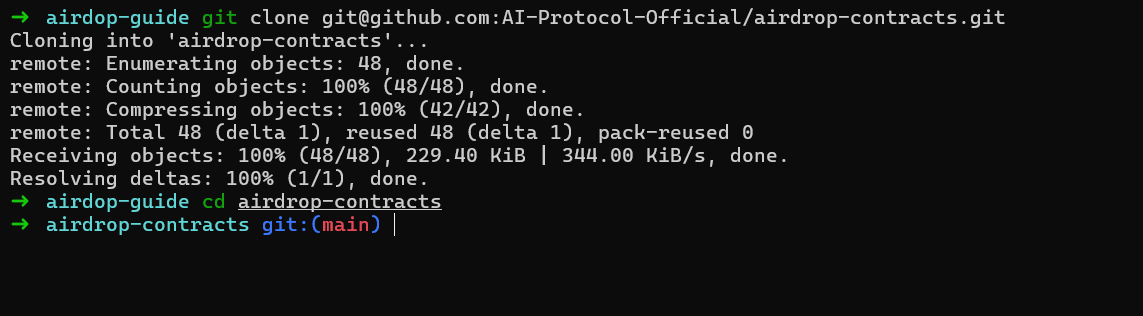 ➜ airdop-guide git clone git@github.com:AI-Protocol-Official/airdrop-contracts.git
Cloning into 'airdrop-contracts'...
remote: Enumerating objects: 48, done.
remote: Counting objects: 100% (48/48), done.
remote: Compressing objects: 100% (42/42), done.
remote: Total 48 (delta 1), reused 48 (delta 1), pack-reused 0
Receiving objects: 100% (48/48), 229.40 KiB | 344.00 KiB/s, done.
Resolving deltas: 100% (1/1), done.
➜ airdop-guide cd airdrop-contracts
➜ airdrop-contracts git:(main)